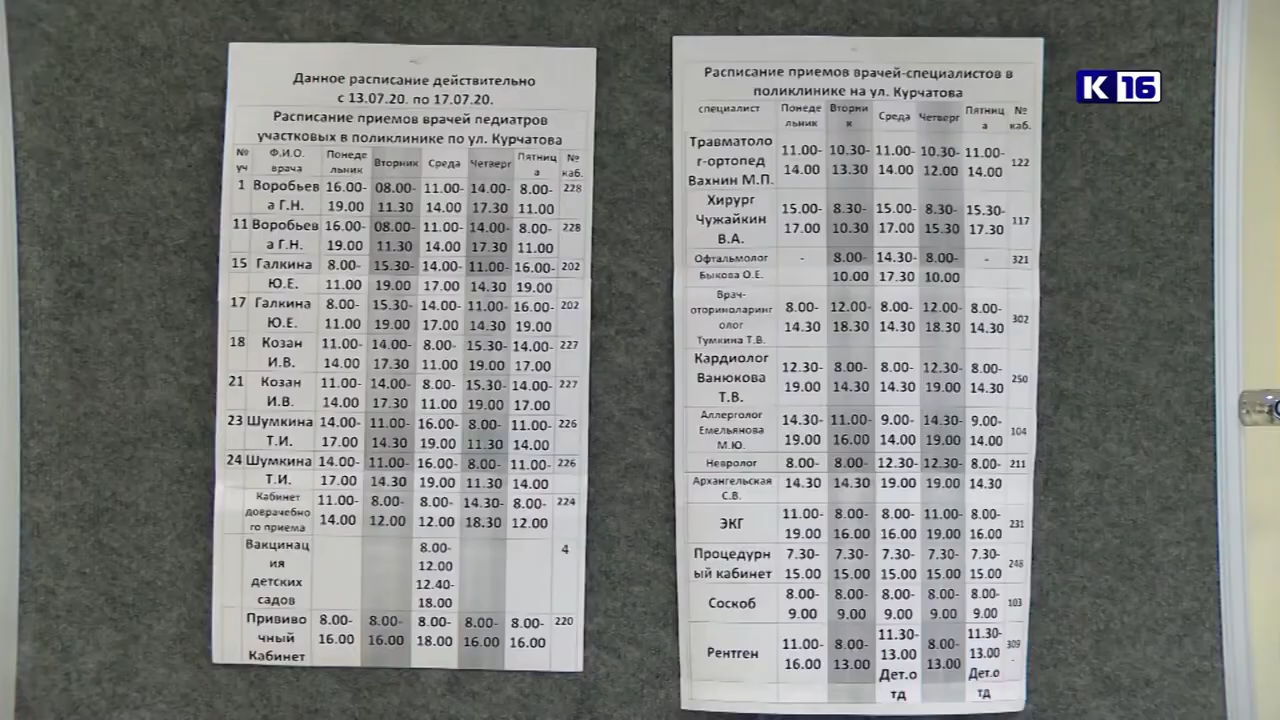 К 16
Данное расписание действительно
с 13.07.20. по 17.07.20.
Расписание приемов врачей педиатров
участковых в поликлинике по ул. Курчатова
№ Ф.И.О. Понеде Вторник Среда Четверг Пятниц №
уч врача льник а каб.
1 Воробьев 16.00- 08.00- 11.00- 14.00- 8.00- 228
а Г.Н. 19.00 11.30 14.00 17.30 11.00
11 Воробьев 16.00- 08.00- 11.00- 14.00- 8.00- 228
а Г.Н. 19.00 11.30 14.00 17.30 11.00
15 Галкина 8.00- 15.30- 14.00- 11.00- 16.00- 202
Ю.Е. 11.00 19.00 17.00 14.30 19.00
17 Галкина 8.00- 15.30- 14.00- 11.00- 16.00- 202
Ю.Е. 11.00 19.00 17.00 14.30 19.00
18 Козан 11.00- 14.00- 8.00- 15.30- 14.00- 227
И.В. 14.00 17.30 11.00 19.00 17.00
21 Козан 11.00- 14.00- 8.00- 15.30- 14.00- 227
И.В. 14.00 17.30 11.00 19.00 17.00
23 Шумкина 14.00- 11.00- 16.00- 8.00- 11.00- 226
Т.И. 17.00 14.30 19.00 11.30 14.00
24 Шумкина 14.00- 11.00- 16.00- 8.00- 11.00- 226
Т.И. 17.00 14.30 19.00 11.30 14.00
Кабинет 11.00- 8.00- 8.00- 14.30- 8.00- 224
доврачебно 14.00 12.00 12.00 18.30 12.00
го приема
Вакцинац 8.00- 4
ия 12.00
детских 12.40-
садов 18.00
Прививо 8.00- 8.00- 8.00- 8.00- 8.00- 220
чный 16.00 16.00 18.00 16.00 16.00
Кабинет
Расписание приемов врачей-специалистов в
поликлинике на ул. Курчатова
специалист Понеде Вторни Среда Четверг Пятниц №
льник к а каб.
Травматоло 11.00- 10.30- 11.00- 10.30- 11.00- 122
г-ортопед 14.00 13.30 14.00 12.00 14.00
Вахнин М.П.
Хирург 15.00- 8.30- 15.00- 8.30- 15.30- 117
Чужайкин 17.00 10.30 17.00 15.30 17.30
В.А.
Офтальмолог - 8.00- 14.30- 8.00- - 321
Быкова О.Е. 10.00 17.30 10.00
Врач-
оториноларинг 8.00- 12.00- 8.00- 12.00- 8.00- 302
олог 14.30 18.30 14.30 18.30 14.30
Тумкина Т.В.
Кардиолог 12.30- 8.00- 8.00- 12.30- 8.00- 250
Ванюкова 19.00 14.30 14.30 19.00 14.30
Т.В.
Аллерголог 14.30- 11.00- 9.00- 14.30- 9.00- 104
Емельянова 19.00 16.00 14.00 19.00 14.00
М.Ю.
Невролог 8.00- 8.00- 12.30- 12.30- 8.00- 211
Архангельская 14.30 14.30 19.00 19.00 14.30
С.В.
ЭКГ 11.00- 8.00- 8.00- 11.00- 8.00- 231
19.00 16.00 16.00 19.00 16.00
Процедурн 7.30- 7.30- 7.30- 7.30- 7.30- 248
ый кабинет 15.00 15.00 15.00 15.00 15.00
Соскоб 8.00- 8.00- 8.00- 8.00- 8.00- 103
9.00 9.00 9.00 9.00 9.00
Рентген 11.00- 8.00- 11.30- 8.00- 11.30- 309
16.00 13.00 13.00 13.00 13.00 -
Дет.о Дет.о
тд тд